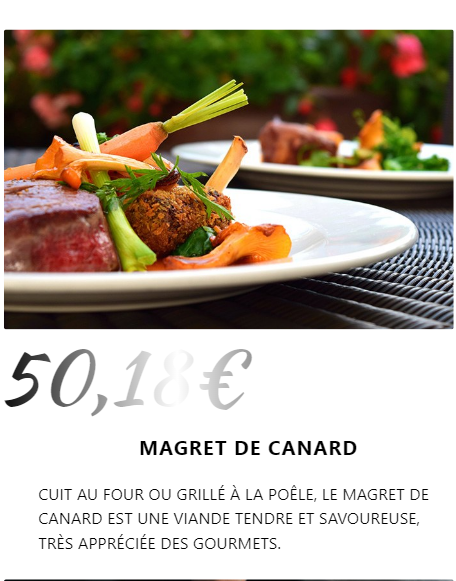 50,18€
MAGRET DE CANARD
CUIT AU FOUR OU GRILLÉ À LA POÊLE, LE MAGRET DE
CANARD EST UNE VIANDE TENDRE ET SAVOUREUSE,
TRÈS APPRÉCIÉE DES GOURMETS.